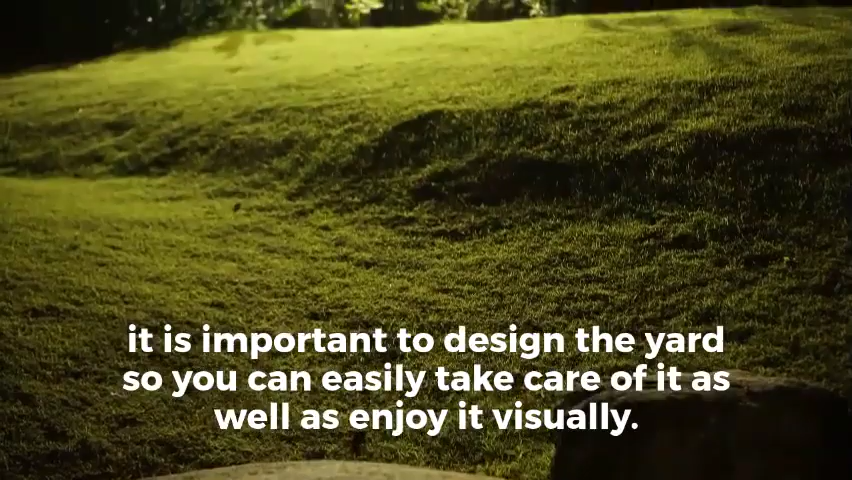 it is important to design the yard
so you can easily take care of it as
well as enjoy it visually.